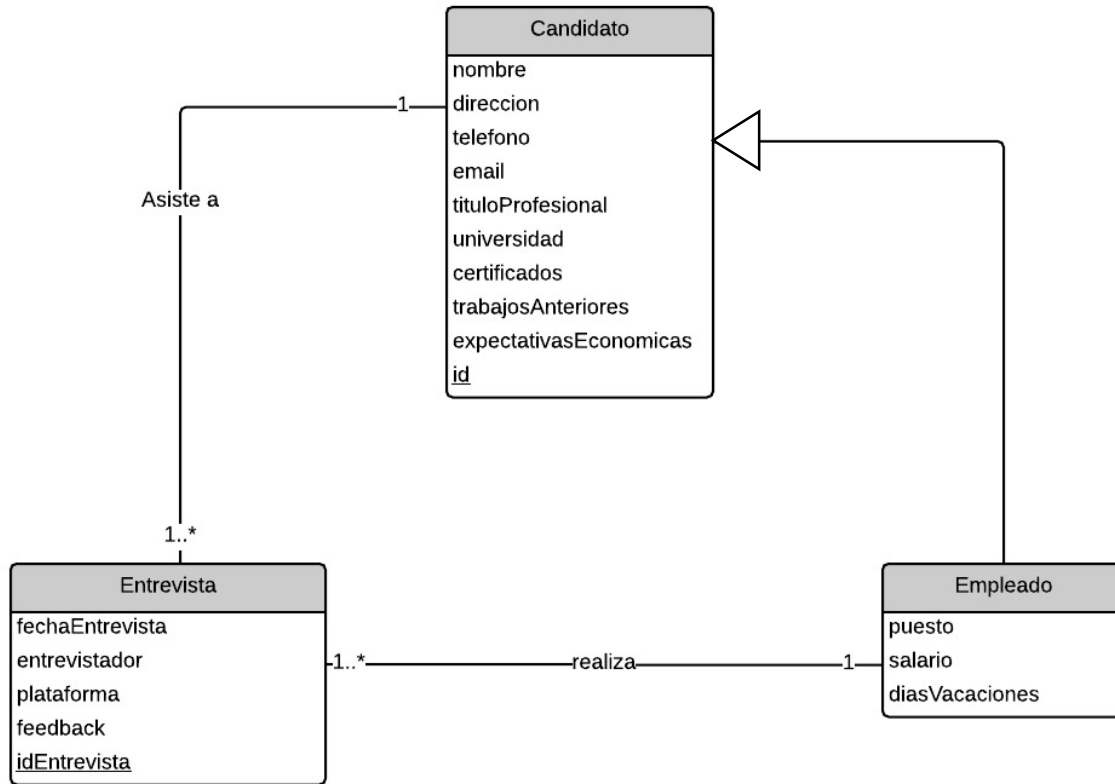 Candidato
nombre
direccion
telefono
email
tituloProfesional
universidad
certificados
trabajosAnteriores
expectativasEconomicas
id
1
Asiste a
1..*
Entrevista
fechaEntrevista
entrevistador
plataforma
feedback
idEntrevista
1..*
realiza
1
Empleado
puesto
salario
diasVacaciones